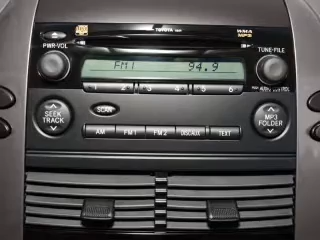 TOYOTA
WMA
MP3
PWR·VOL
TUNE·FILE
FM1 94.9
1 2 3 4 5 6
SCAN
SEEK
TRACK
MP3
FOLDER
AM FM1 FM2 DISC·AUX TEXT